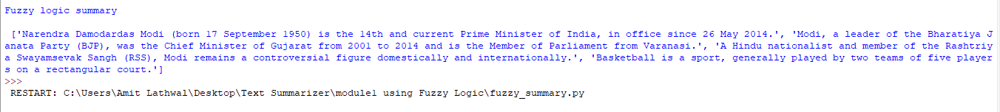 Fuzzy logic summary
['Narendra Damodardas Modi (born 17 September 1950) is the 14th and current Prime Minister of India, in office since 26 May 2014.', 'Modi, a leader of the Bharatiya J
anata Party (BJP), was the Chief Minister of Gujarat from 2001 to 2014 and is the Member of Parliament from Varanasi.', 'A Hindu nationalist and member of the Rashtriy
a Swayamsevak Sangh (RSS), Modi remains a controversial figure domestically and internationally.', 'Basketball is a sport, generally played by two teams of five player
s on a rectangular court.']
>>>
RESTART: C:\Users\Amit Lathwal\Desktop\Text Summarizer\module1 using Fuzzy Logic\fuzzy_summary.py